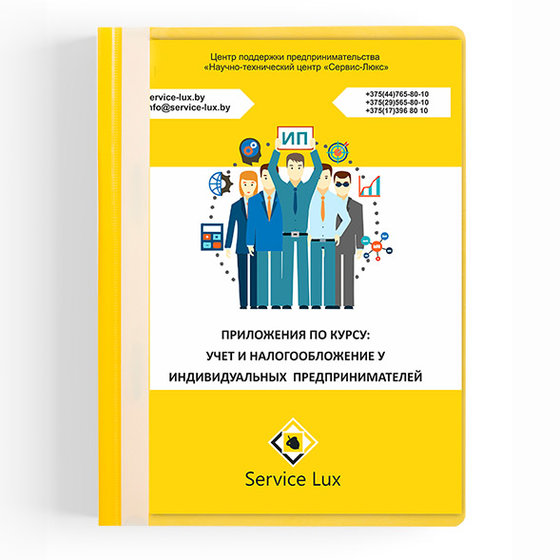 Центр поддержки предпринимательства
«Научно-технический центр «Сервис-Люкс»
ervice-lux.by
nfo@service-lux.by
+375(44)765-80-10
+375(29)565-80-10
+375(17)396 80 10
ИП
ПРИЛОЖЕНИЯ ПО КУРСУ:
УЧЕТ И НАЛОГООБЛОЖЕНИЕ У
ИНДИВИДУАЛЬНЫХ ПРЕДПРИНИМАТЕЛЕЙ
Service Lux